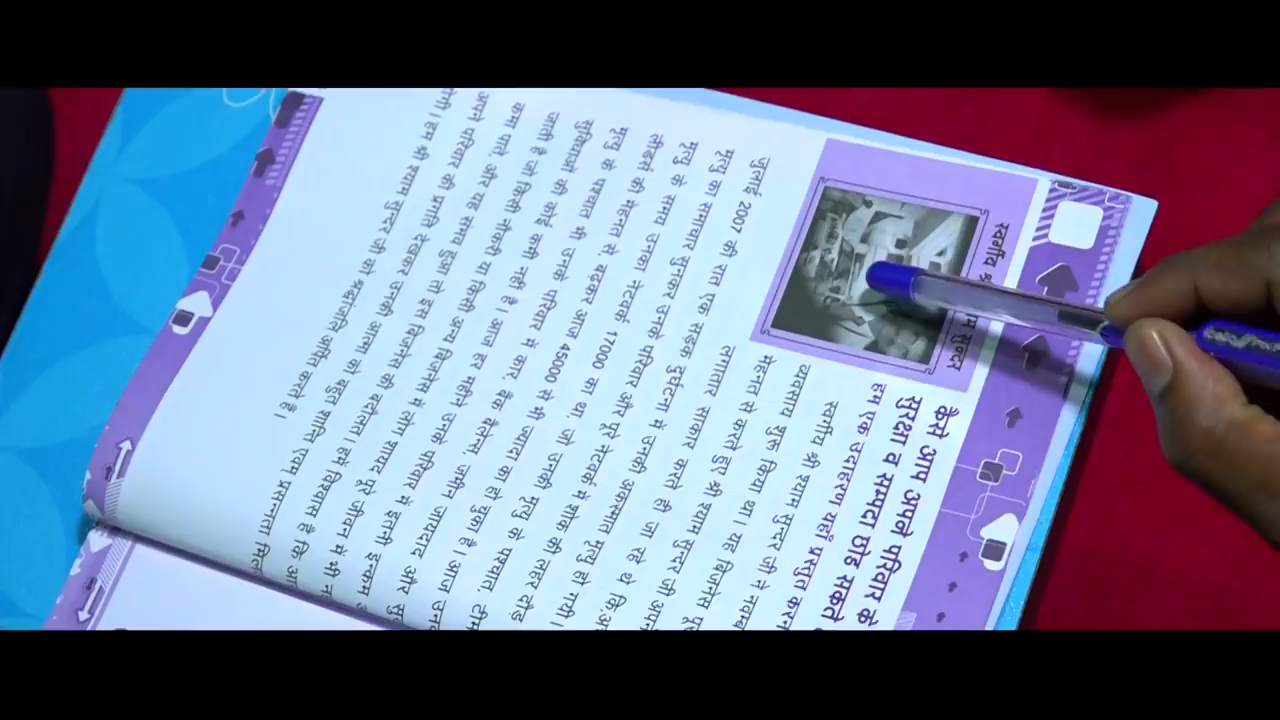 स्वर्गीय म सुन्दर
कैसे आप अपने परिवार के
सुरक्षा व सम्पदा छोड़ सकते
हम एक उदाहरण यहाँ प्रस्तुत
स्वर्गीय श्री श्याम सुन्दर जी ने
व्यवसाय शुरू किया था। यह बिजनेस
मेहनत से करते हुए श्री श्याम सुन्दर जी
लगातार साकार करते ही जा रहे थे कि
जुलाई 2007 की रात एक सड़क दुर्घटना में उनकी अकस्मात मृत्यु हो गयी।
मृत्यु का समाचार सुनकर उनके परिवार और पूरे नेटवर्क में शोक की लहर दौड़
मृत्यु के समय उनका नेटवर्क 17000 का था, जो उनकी मृत्यु के पश्चात, टीम
लीडर्स की मेहनत से, बढ़कर आज 45000 से भी ज्यादा का हो चुका है। आज
मृत्यु के पश्चात भी उनके परिवार में कार, बैंक बैलेन्स, जमीन जायदाद और
सुविधाओं की कोई कमी नहीं है। आज हर महीने उनके परिवार में इतनी इन्कम
जाती है जो किसी नौकरी या किसी अन्य बिजनेस में लोग शायद पूरे जीवन में भी
कमा पाते, और यह संभव हुआ तो इस बिजनेस की बदौलत। हमें विश्वास है कि
अपने परिवार की प्रगति देखकर उनकी आत्मा को बहुत शान्ति एवम प्रसन्नता
हम श्री श्याम सुन्दर जी को श्रद्धांजलि अर्पित करते हैं।